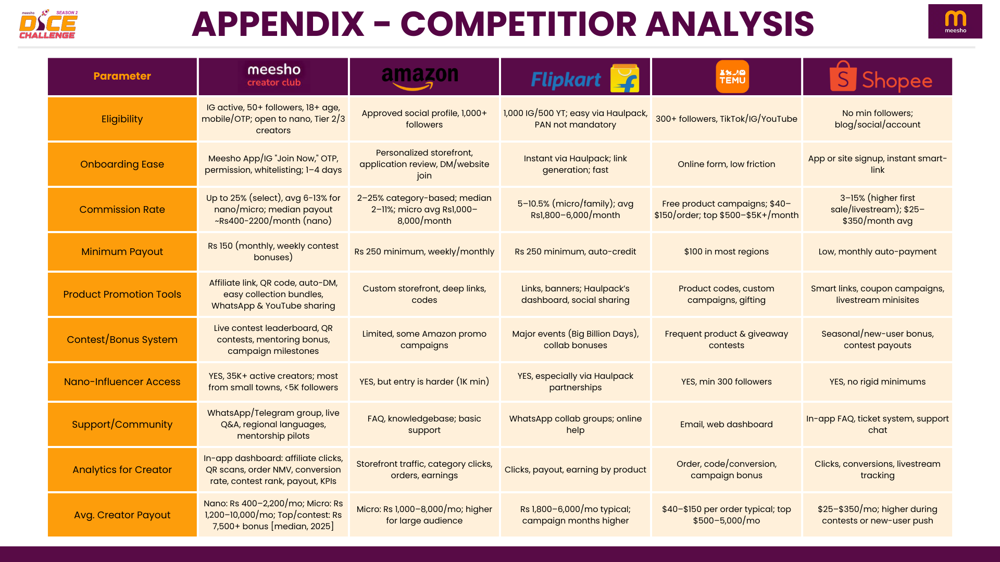 meesho SEASON 2
DICE
CHALLENGE
APPENDIX - COMPETITIOR ANALYSIS
meesho
Parameter
meesho
creator club
amazon
Flipkart
TEMU
Shopee
Eligibility
IG active, 50+ followers, 18+ age,
mobile/OTP; open to nano, Tier 2/3
creators
Approved social profile, 1,000+
followers
1,000 IG/500 YT; easy via Haulpack,
PAN not mandatory
300+ followers, TikTok/IG/YouTube
No min followers;
blog/social/account
Onboarding Ease
Meesho App/IG "Join Now," OTP,
permission, whitelisting; 1–4 days
Personalized storefront,
application review, DM/website
join
Instant via Haulpack; link
generation; fast
Online form, low friction
App or site signup, instant smart-
link
Commission Rate
Up to 25% (select), avg 6-13% for
nano/micro; median payout
~Rs400-2200/month (nano)
2–25% category-based; median
2–11%; micro avg Rs1,000–
8,000/month
5–10.5% (micro/family); avg
Rs1,800–6,000/month
Free product campaigns; $40–
$150/order; top $500–$5K+/month
3–15% (higher first
sale/livestream); $25–
$350/month avg
Minimum Payout
Rs 150 (monthly, weekly contest
bonuses)
Rs 250 minimum, weekly/monthly
Rs 250 minimum, auto-credit
$100 in most regions
Low, monthly auto-payment
Product Promotion Tools
Affiliate link, QR code, auto-DM,
easy collection bundles,
WhatsApp & YouTube sharing
Custom storefront, deep links,
codes
Links, banners; Haulpack's
dashboard, social sharing
Product codes, custom
campaigns, gifting
Smart links, coupon campaigns,
livestream minisites
Contest/Bonus System
Live contest leaderboard, QR
contests, mentoring bonus,
campaign milestones
Limited, some Amazon promo
campaigns
Major events (Big Billion Days),
collab bonuses
Frequent product & giveaway
contests
Seasonal/new-user bonus,
contest payouts
Nano-Influencer Access
YES, 35K+ active creators; most
from small towns, <5K followers
YES, but entry is harder (1K min)
YES, especially via Haulpack
partnerships
YES, min 300 followers
YES, no rigid minimums
Support/Community
WhatsApp/Telegram group, live
Q&A, regional languages,
mentorship pilots
FAQ, knowledgebase; basic
support
WhatsApp collab groups; online
help
Email, web dashboard
In-app FAQ, ticket system, support
chat
Analytics for Creator
In-app dashboard: affiliate clicks,
QR scans, order NMV, conversion
rate, contest rank, payout, KPIs
Storefront traffic, category clicks,
orders, earnings
Clicks, payout, earning by product
Order, code/conversion,
campaign bonus
Clicks, conversions, livestream
tracking
Avg. Creator Payout
Nano: Rs 400–2,200/mo; Micro: Rs
1,200–10,000/mo; Top/contest: Rs
7,500+ bonus [median, 2025]
Micro: Rs 1,000–8,000/mo; higher
for large audience
Rs 1,800–6,000/mo typical;
campaign months higher
$40–$150 per order typical; top
$500–5,000/mo
$25–$350/mo; higher during
contests or new-user push